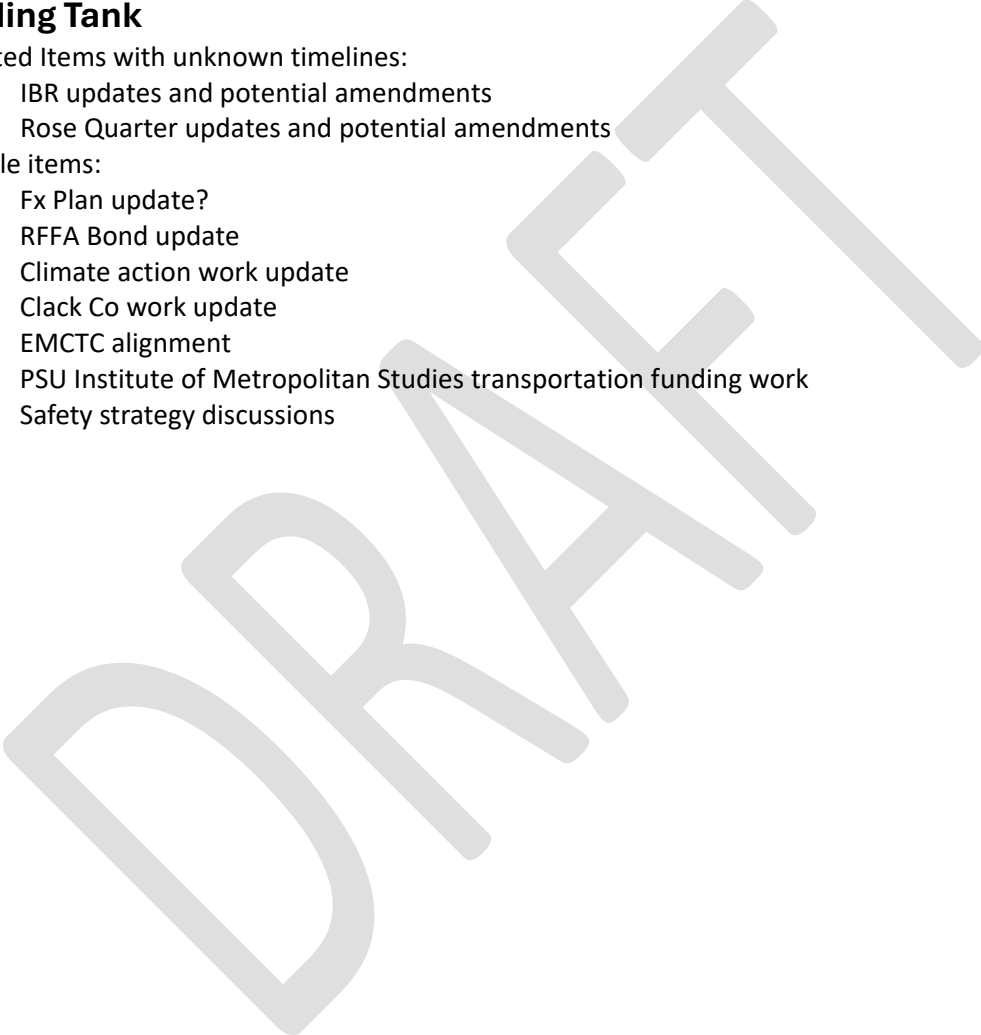 ling Tank
ted Items with unknown timelines:
IBR updates and potential amendments
Rose Quarter updates and potential amendments
le items:
Fx Plan update?
RFFA Bond update
Climate action work update
Clack Co work update
EMCTC alignment
PSU Institute of Metropolitan Studies transportation funding work
Safety strategy discussions
DRAFT